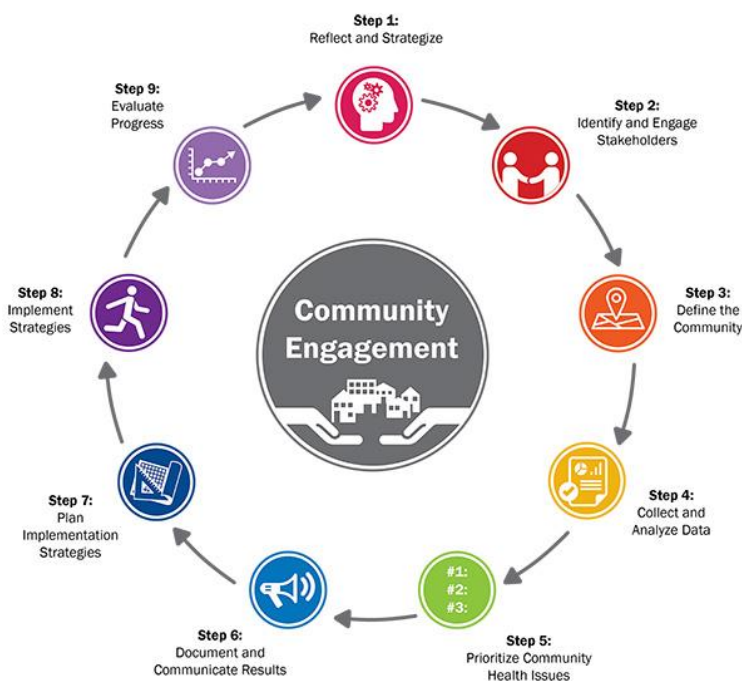 Step 1:
Reflect and Strategize
Step 2:
Identify and Engage
Stakeholders
Step 3:
Define the
Community
Step 4:
Collect and
Analyze Data
#1:
#2:
#3:
Step 5:
Prioritize Community
Health Issues
Step 6:
Document and
Communicate Results
Step 7:
Plan
Implementation
Strategies
Step 8:
Implement
Strategies
Step 9:
Evaluate
Progress
Community
Engagement